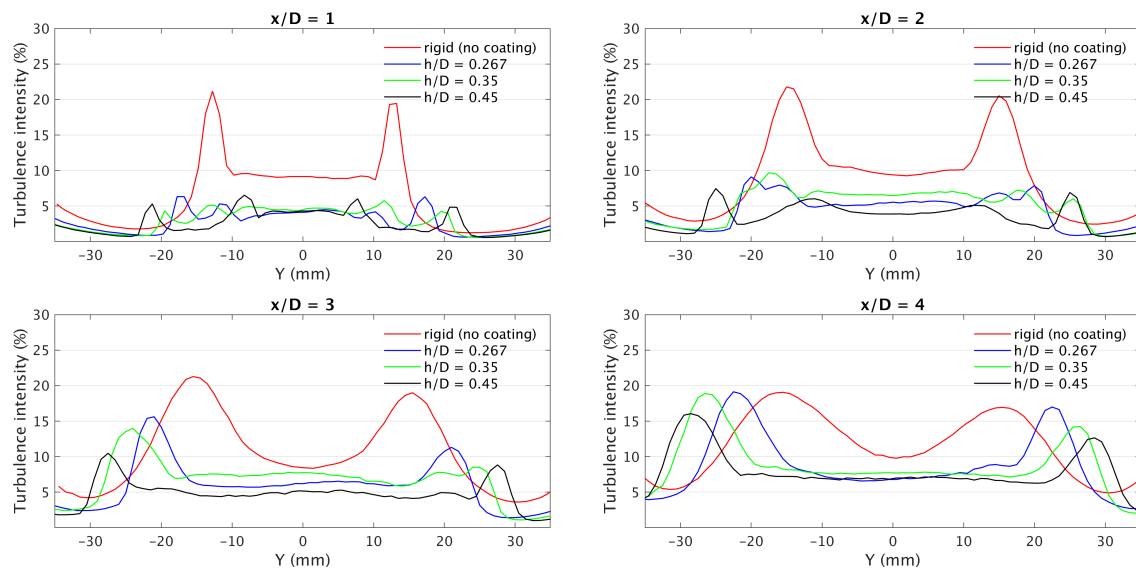 x/D = 1
30
25
20
15
10
5
Turbulence intensity (%)
rigid (no coating)
h/D = 0.267
h/D = 0.35
h/D = 0.45
−30
−20
−10
0
10
20
30
Y (mm)
x/D = 2
30
25
20
15
10
5
Turbulence intensity (%)
rigid (no coating)
h/D = 0.267
h/D = 0.35
h/D = 0.45
−30
−20
−10
0
10
20
30
Y (mm)
x/D = 3
30
25
20
15
10
5
Turbulence intensity (%)
rigid (no coating)
h/D = 0.267
h/D = 0.35
h/D = 0.45
−30
−20
−10
0
10
20
30
Y (mm)
x/D = 4
30
25
20
15
10
5
Turbulence intensity (%)
rigid (no coating)
h/D = 0.267
h/D = 0.35
h/D = 0.45
−30
−20
−10
0
10
20
30
Y (mm)